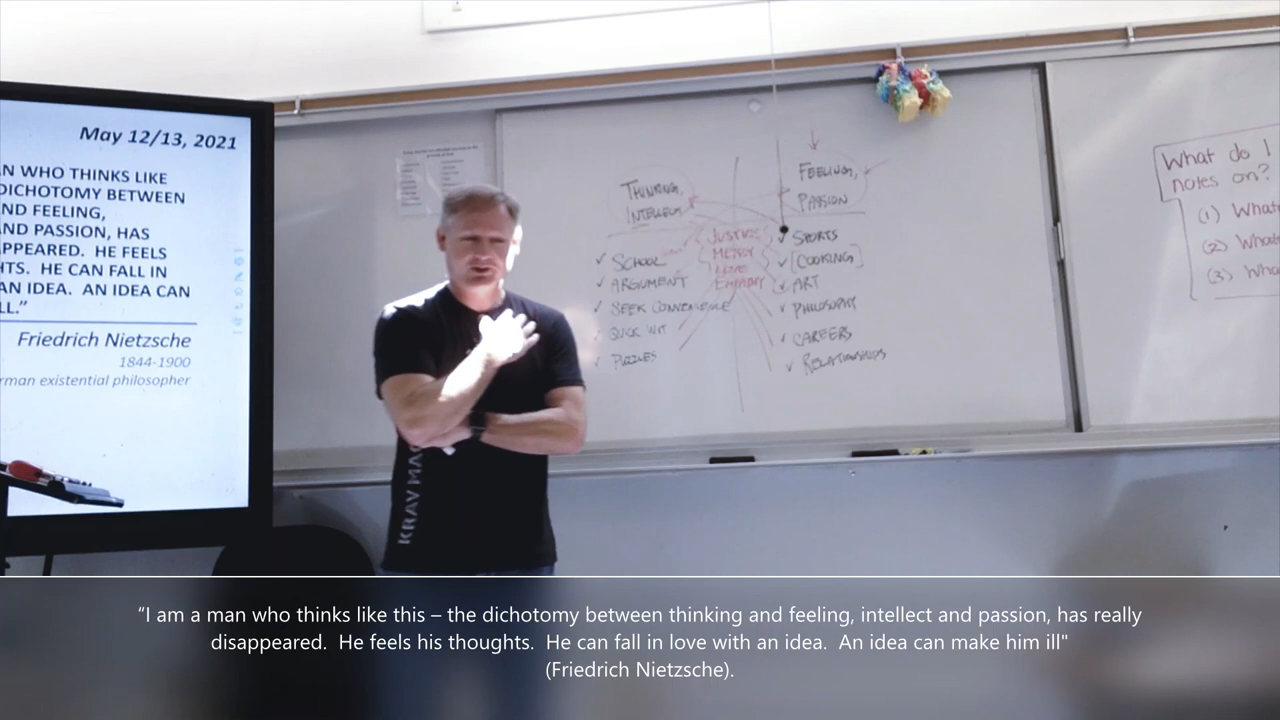 May 12/13, 2021
AN WHO THINKS LIKE
DICHOTOMY BETWEEN
ND FEELING,
AND PASSION, HAS
APPEARED. HE FEELS
HTS. HE CAN FALL IN
AN IDEA. AN IDEA CAN
LL.”
Friedrich Nietzsche
1844-1900
rman existential philosopher
THINKING,
INTELLECT
✓ SCHOOL
✓ ARGUMENT
✓ SEEK
✓ QUICK WIT
✓ PUZZLES
JUSTICE
MERCY
LOVE
EMPATHY
FEELING,
PASSION
✓ SPORTS
✓ [COOKING]
✓ ART
✓ PHILOSOPHY
✓ CAREERS
✓ RELATIONSHIPS
What do I
notes on?
(1) What
(2) What
(3) Wha
KRAV MAG
“I am a man who thinks like this – the dichotomy between thinking and feeling, intellect and passion, has really
disappeared. He feels his thoughts. He can fall in love with an idea. An idea can make him ill"
(Friedrich Nietzsche).